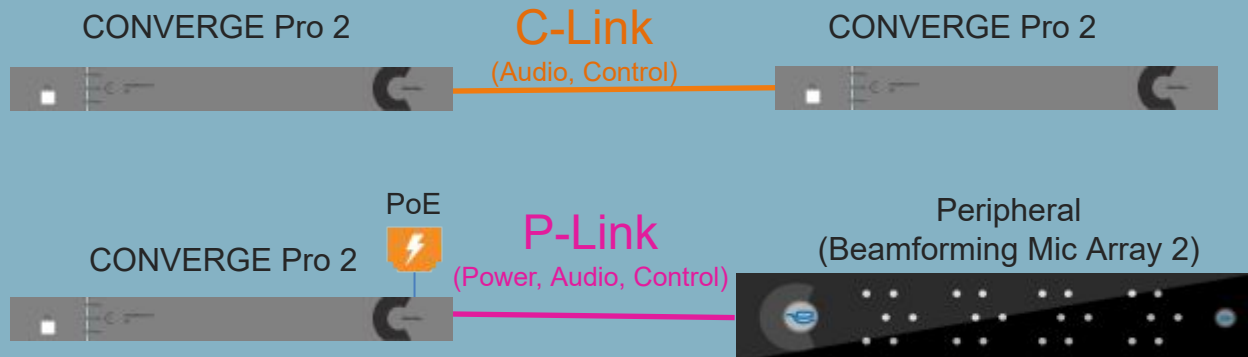 CONVERGE Pro 2
C-Link
(Audio, Control)
CONVERGE Pro 2
PoE
CONVERGE Pro 2
P-Link
(Power, Audio, Control)
Peripheral
(Beamforming Mic Array 2)